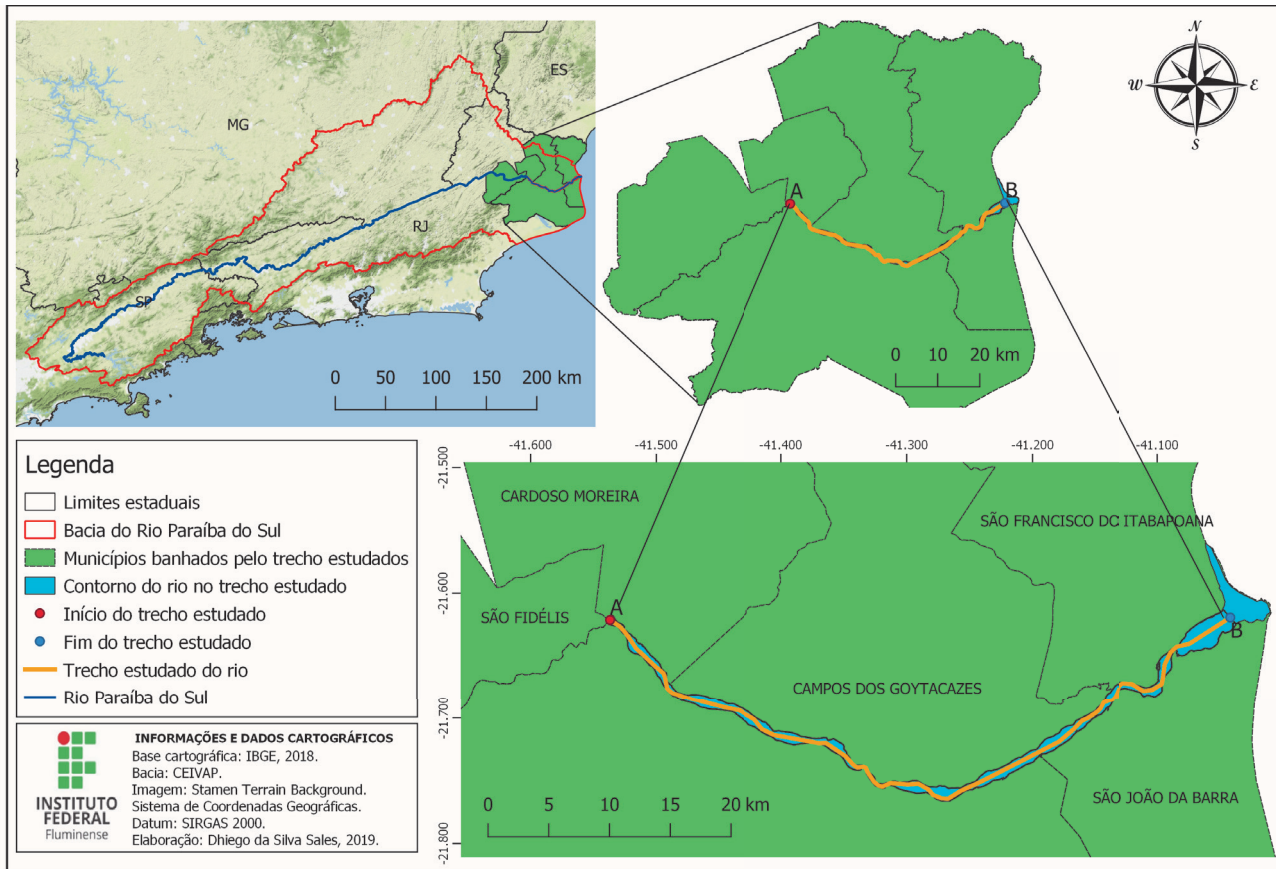 ES
MG
RJ
SP
0 50 100 150 200 km
N
W E
S
A
B
0 10 20 km
Legenda
Limites estaduais
Bacia do Rio Paraíba do Sul
Municípios banhados pelo trecho estudados
Contorno do rio no trecho estudado
Início do trecho estudado
Fim do trecho estudado
Trecho estudado do rio
Rio Paraíba do Sul
INSTITUTO
FEDERAL
Fluminense
INFORMAÇÕES E DADOS CARTOGRÁFICOS
Base cartográfica: IBGE, 2018.
Bacia: CEIVAP.
Imagem: Stamen Terrain Background.
Sistema de Coordenadas Geográficas.
Datum: SIRGAS 2000.
Elaboração: Dhiego da Silva Sales, 2019.
-41.600 -41.500 -41.400 -41.300 -41.200 -41.100
-21.500
-21.600
-21.700
-21.800
CARDOSO MOREIRA
SÃO FRANCISCO DC ITABAPOANA
A
SÃO FIDÉLIS
B
CAMPOS DOS GOYTACAZES
SÃO JOÃO DA BARRA
0 5 10 15 20 km